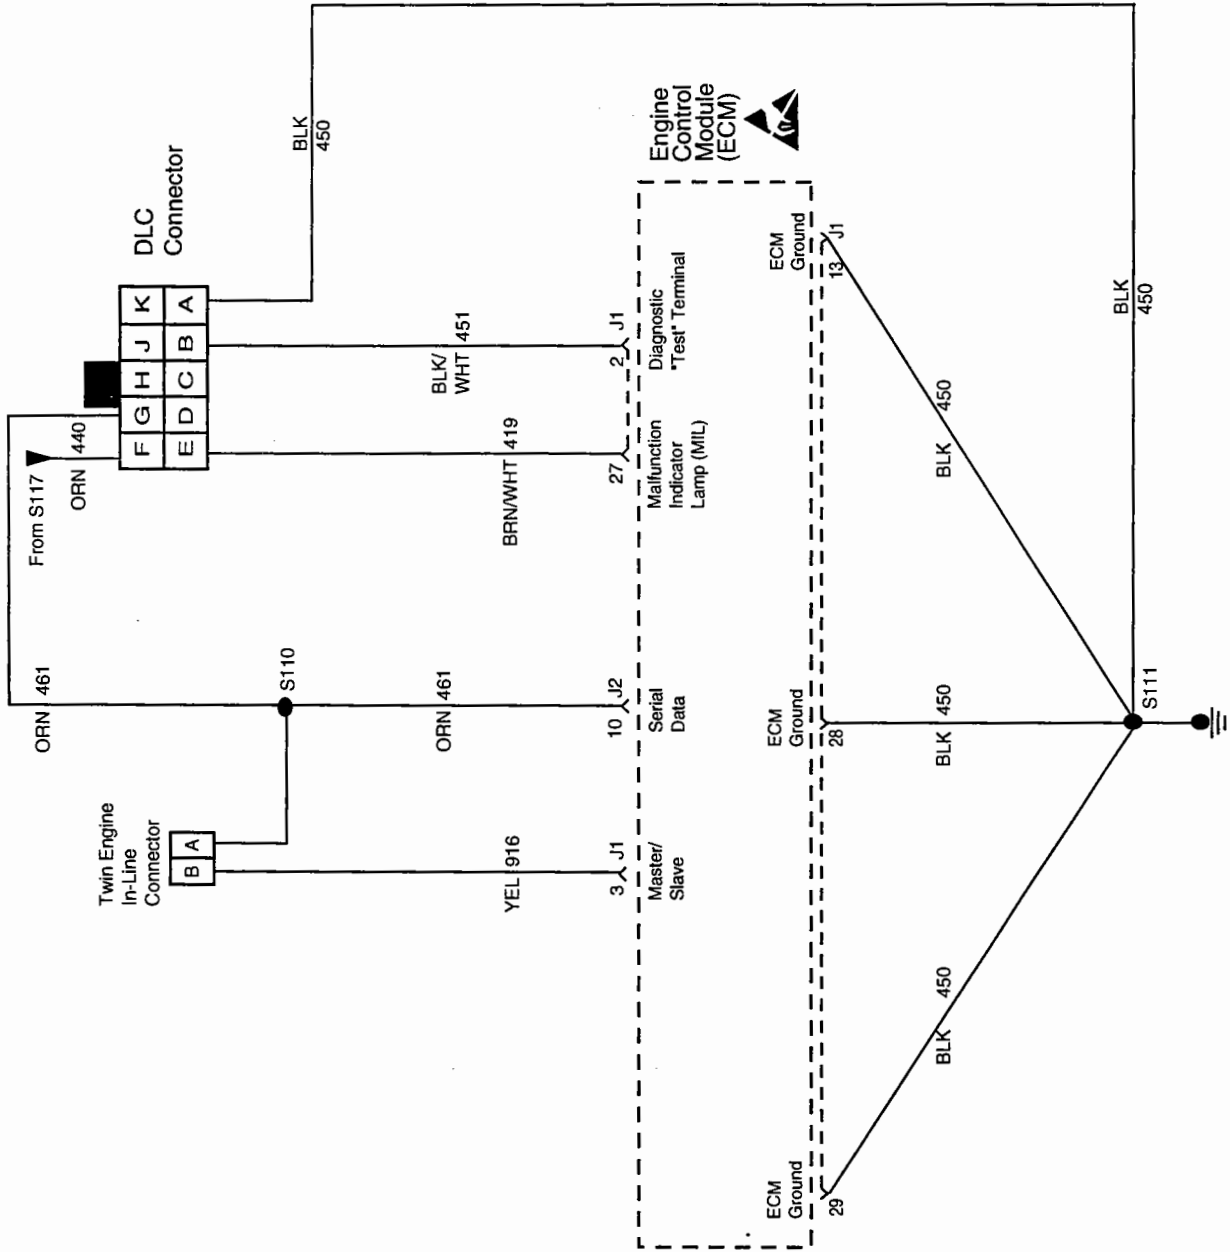 BLK
450
DLC
Connector
K
J
H
G
F
A
B
C
D
E
440
ORN
From S117
461
ORN
S110
461
ORN
Twin Engine
In-Line
Connector
A
B
YEL 916
BLK/
WHT 451
BRN/WHT 419
J1
2
27
J2
10
J1
3
Engine
Control
Module
(ECM)
Diagnostic
"Test" Terminal
Malfunction
Indicator
Lamp (MIL)
Serial
Data
Master/
Slave
ECM
Ground
J1
13
ECM
Ground
28
ECM
Ground
29
450
BLK
450
BLK
450
BLK
BLK
450
S111